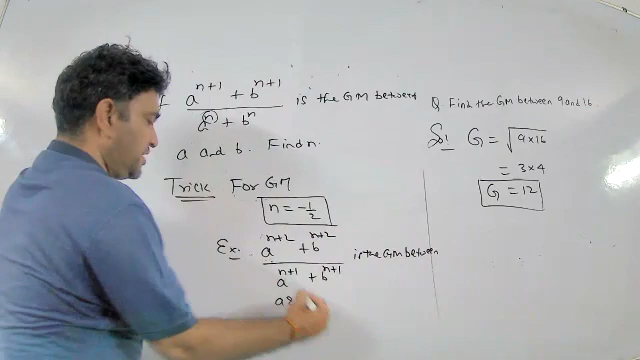 a^{n+1} + b^{n+1} is the GM between
a^n + b^n
a and b. Find n.
Trick For GM
n = -1/2
Ex. a^{n+2} + b^{n+2} is the GM between
a^{n+1} + b^{n+1}
Q. Find the GM between 9 and 16
Sol G = √9×16
= 3×4
G = 12